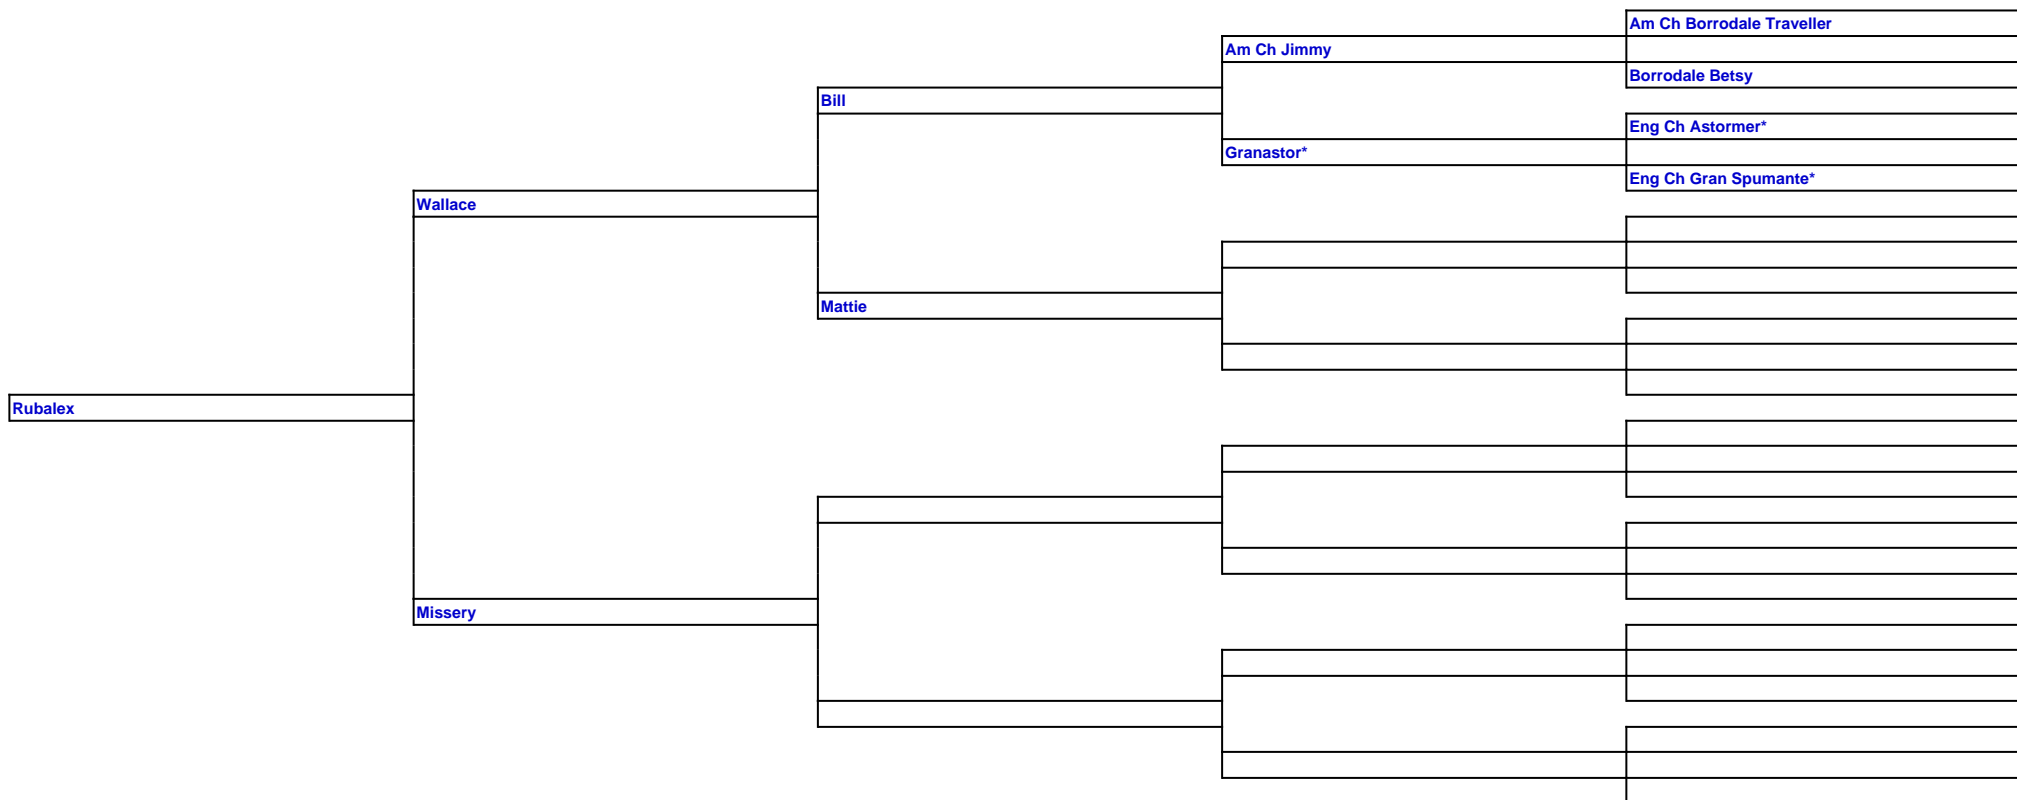 Am Ch Borrodale Traveller
Am Ch Jimmy
Borrodale Betsy
Bill
Eng Ch Astormer*
Granastor*
Eng Ch Gran Spumante*
Wallace
Mattie
Rubalex
Missery